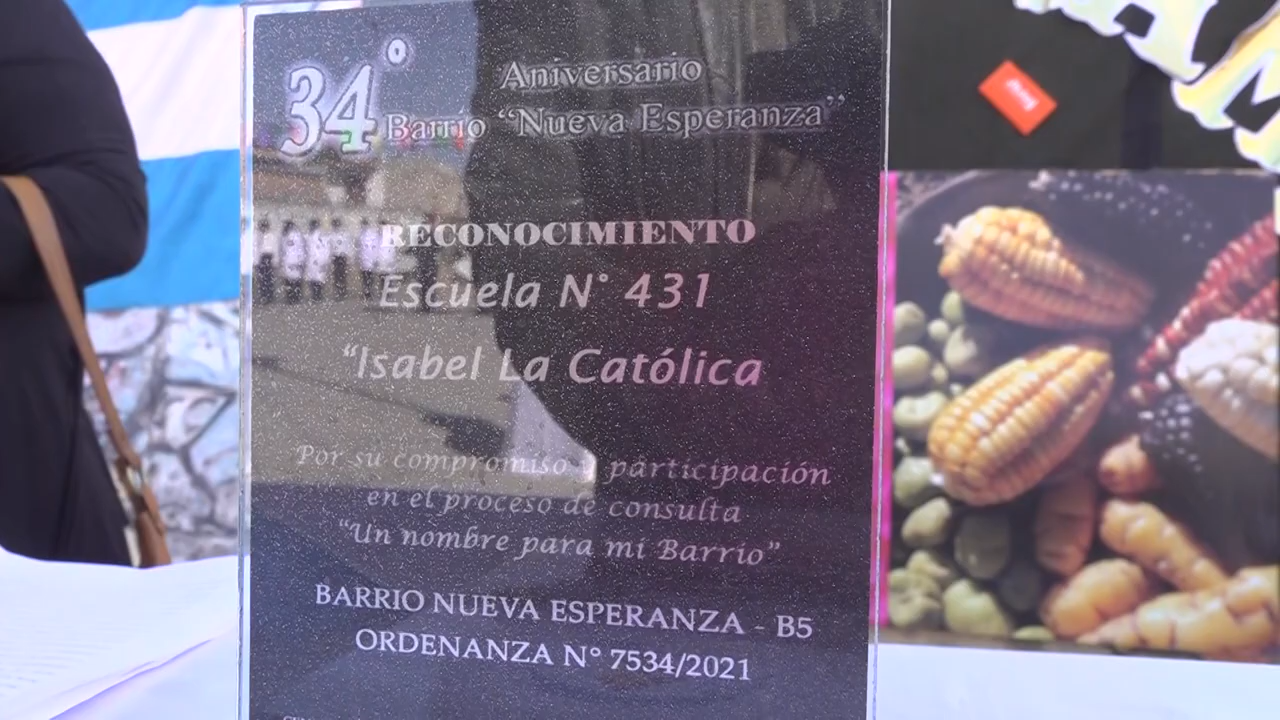 34° Aniversario
Barrio “Nueva Esperanza”
RECONOCIMIENTO
Escuela N° 431
“Isabel La Católica
Por su compromiso y participación
en el proceso de consulta
“Un nombre para mi Barrio”
BARRIO NUEVA ESPERANZA - B5
ORDENANZA N° 7534/2021